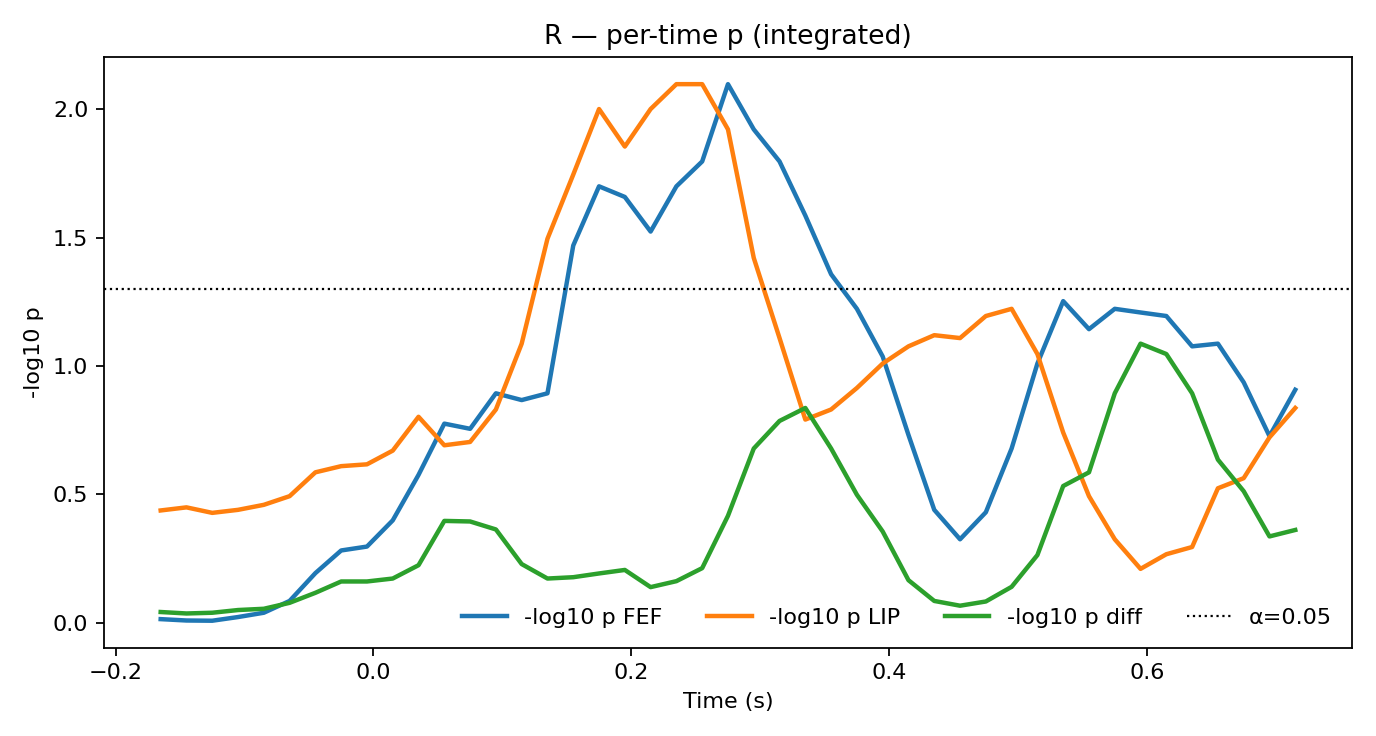 R — per-time p (integrated)
-log10 p
2.0
1.5
1.0
0.5
0.0
-log10 p FEF -log10 p LIP -log10 p diff α=0.05
−0.2 0.0 0.2 0.4 0.6
Time (s)